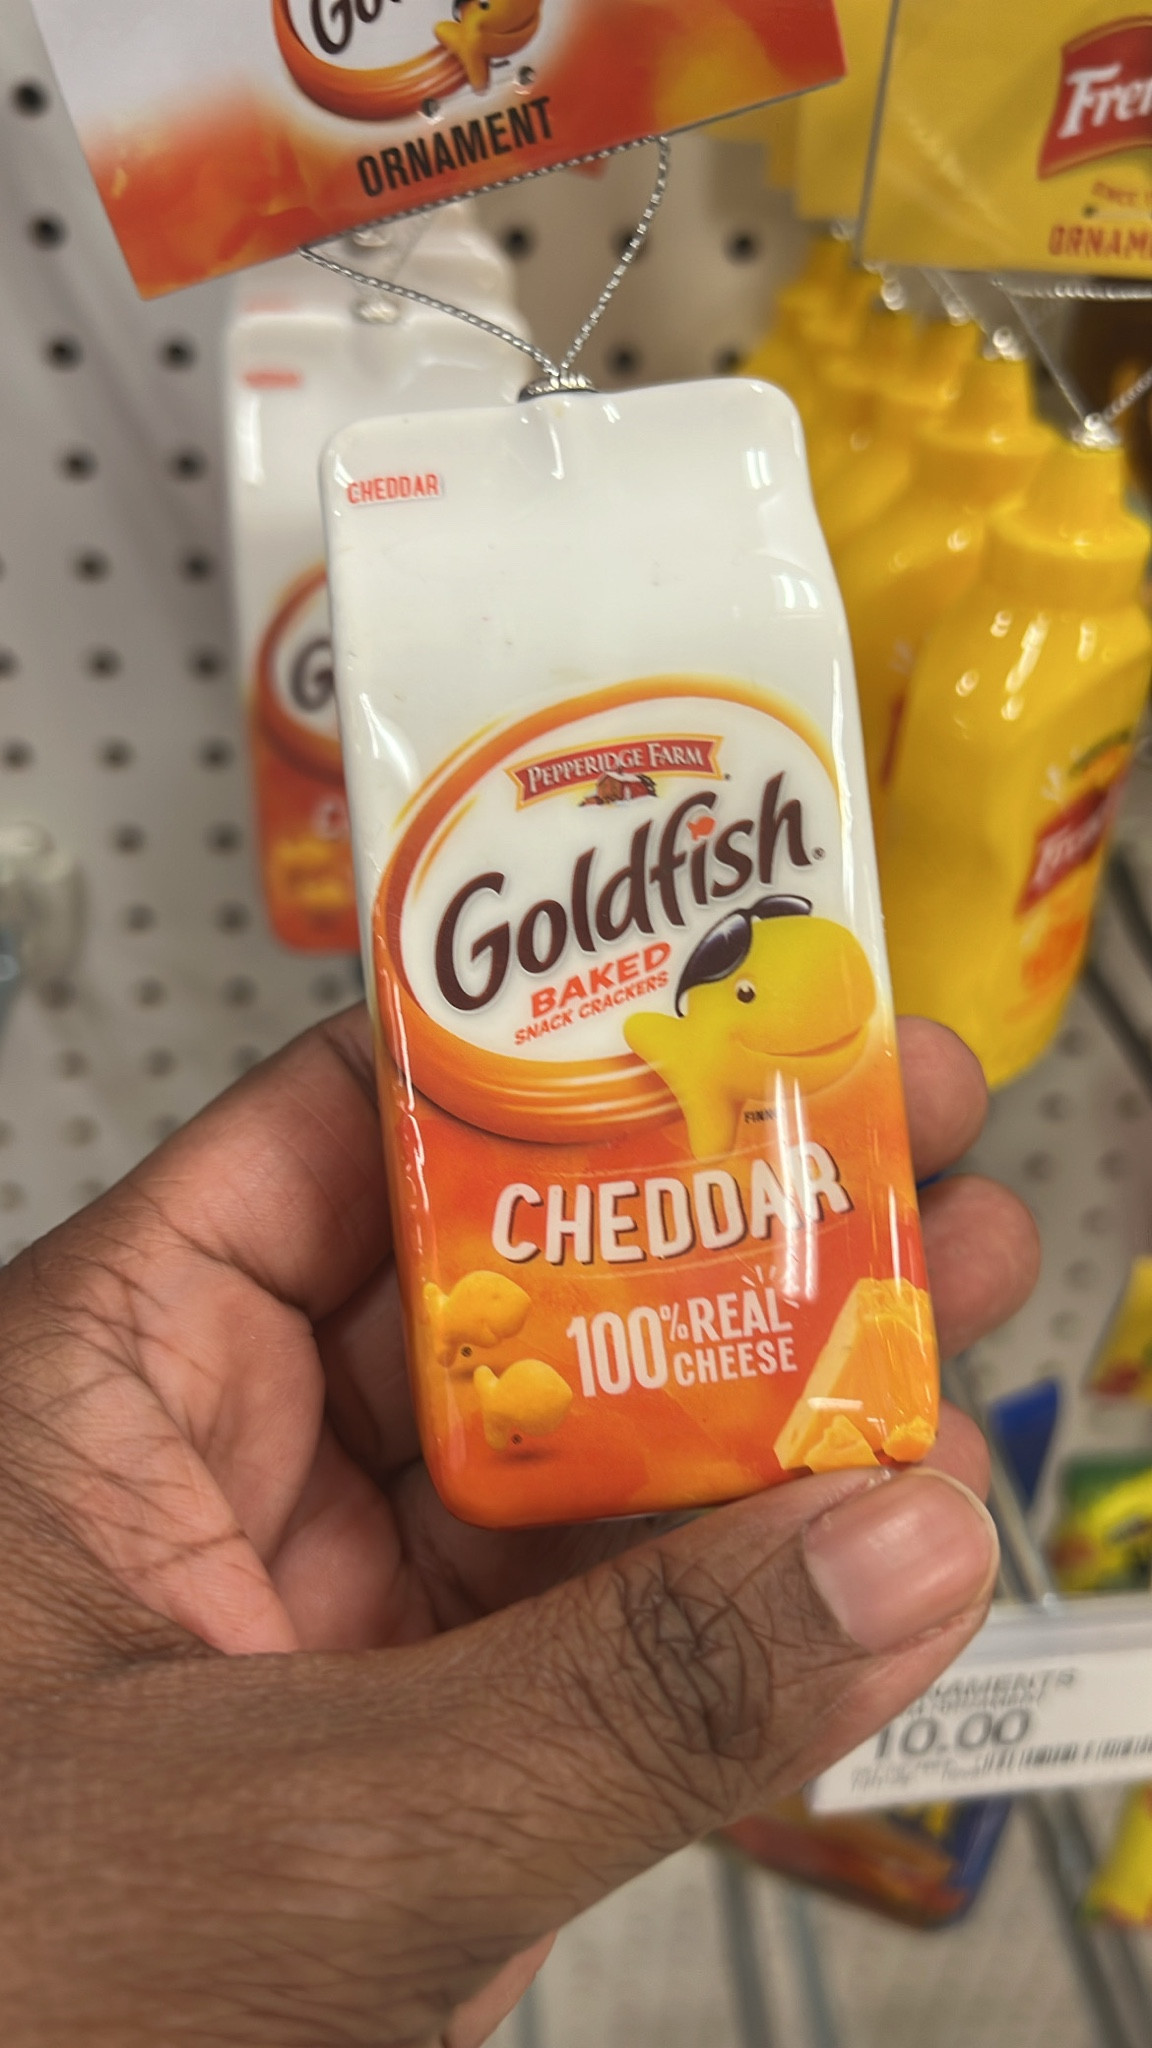 ORNAMENT
CHEDDAR
PEPPERIDGE FARM
Goldfish®
BAKED
SNACK CRACKERS
CHEDDAR
100% REAL
CHEESE
10.00